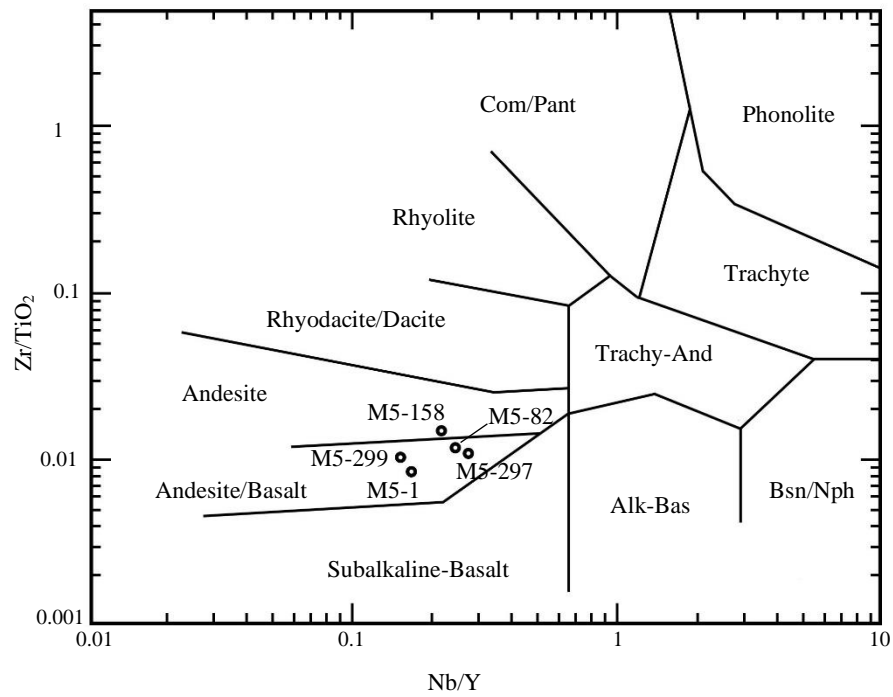 Com/Pant
Phonolite
1
Rhyolite
Trachyte
0.1
Rhyodacite/Dacite
Trachy-And
Zr/TiO₂
Andesite
M5-158
M5-82
0.01
M5-299
M5-297
Andesite/Basalt
M5-1
Alk-Bas
Bsn/Nph
Subalkaline-Basalt
0.001
0.01
0.1
1
10
Nb/Y